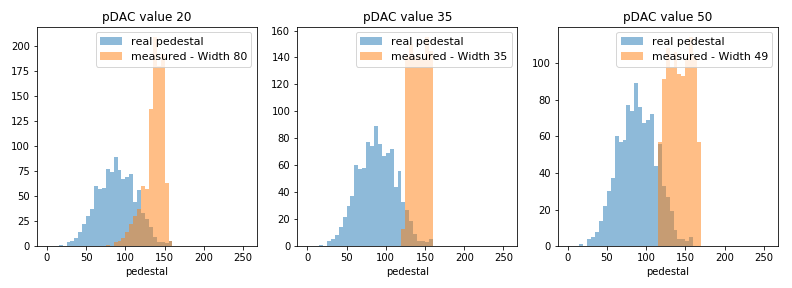 pDAC value 20
real pedestal
measured - Width 80
200
175
150
125
100
75
50
25
0
0 50 100 150 200 250
pedestal
pDAC value 35
real pedestal
measured - Width 35
160
140
120
100
80
60
40
20
0
0 50 100 150 200 250
pedestal
pDAC value 50
real pedestal
measured - Width 49
100
80
60
40
20
0
0 50 100 150 200 250
pedestal